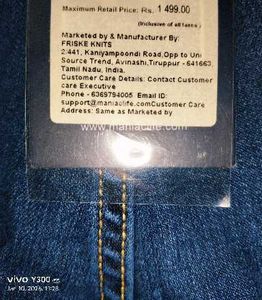 Maximum Retail Price: Rs. 1 499.00
(Inclusive of all taxes)
Marketed by & Manufacturer By:
FRISKE KNITS
2/441, Kaniyampoondi Road,Opp to Uni
Source Trend, Avinashi,Tiruppur - 641663,
Tamil Nadu, India.
Customer Care Details: Contact Customer
care Executive
Phone - 6369794005 Email ID:
support@maniaclife.comCustomer Care
Address: Same as Marketed by
www.maniaclife.com
vivo Y300